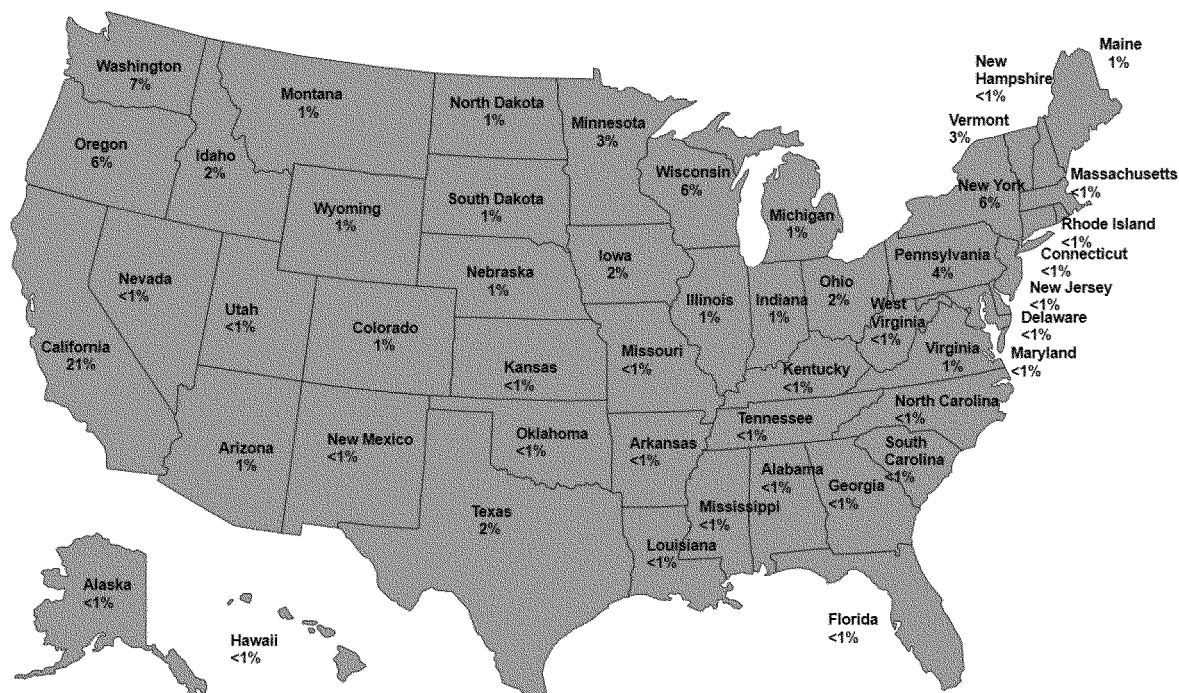 Maine
1%
New
Hampshire
<1%
Vermont
3%
Washington
7%
Montana
1%
North Dakota
1%
Minnesota
3%
Oregon
6%
Idaho
2%
Wisconsin
6%
Massachusetts
<1%
New York
6%
South Dakota
1%
Wyoming
1%
Michigan
1%
Rhode Island
<1%
Connecticut
<1%
Pennsylvania
4%
Iowa
2%
Nebraska
1%
Nevada
<1%
Ohio
2%
New Jersey
<1%
Illinois
1%
Indiana
1%
West
Virginia
<1%
Utah
<1%
Delaware
<1%
Colorado
1%
California
21%
Missouri
<1%
Virginia
1%
Maryland
<1%
Kansas
<1%
Kentucky
<1%
North Carolina
<1%
Tennessee
<1%
New Mexico
<1%
Oklahoma
<1%
Arkansas
<1%
South
Carolina
<1%
Arizona
1%
Alabama
<1%
Georgia
<1%
Mississippi
<1%
Texas
2%
Louisiana
<1%
Alaska
<1%
Florida
<1%
Hawaii
<1%